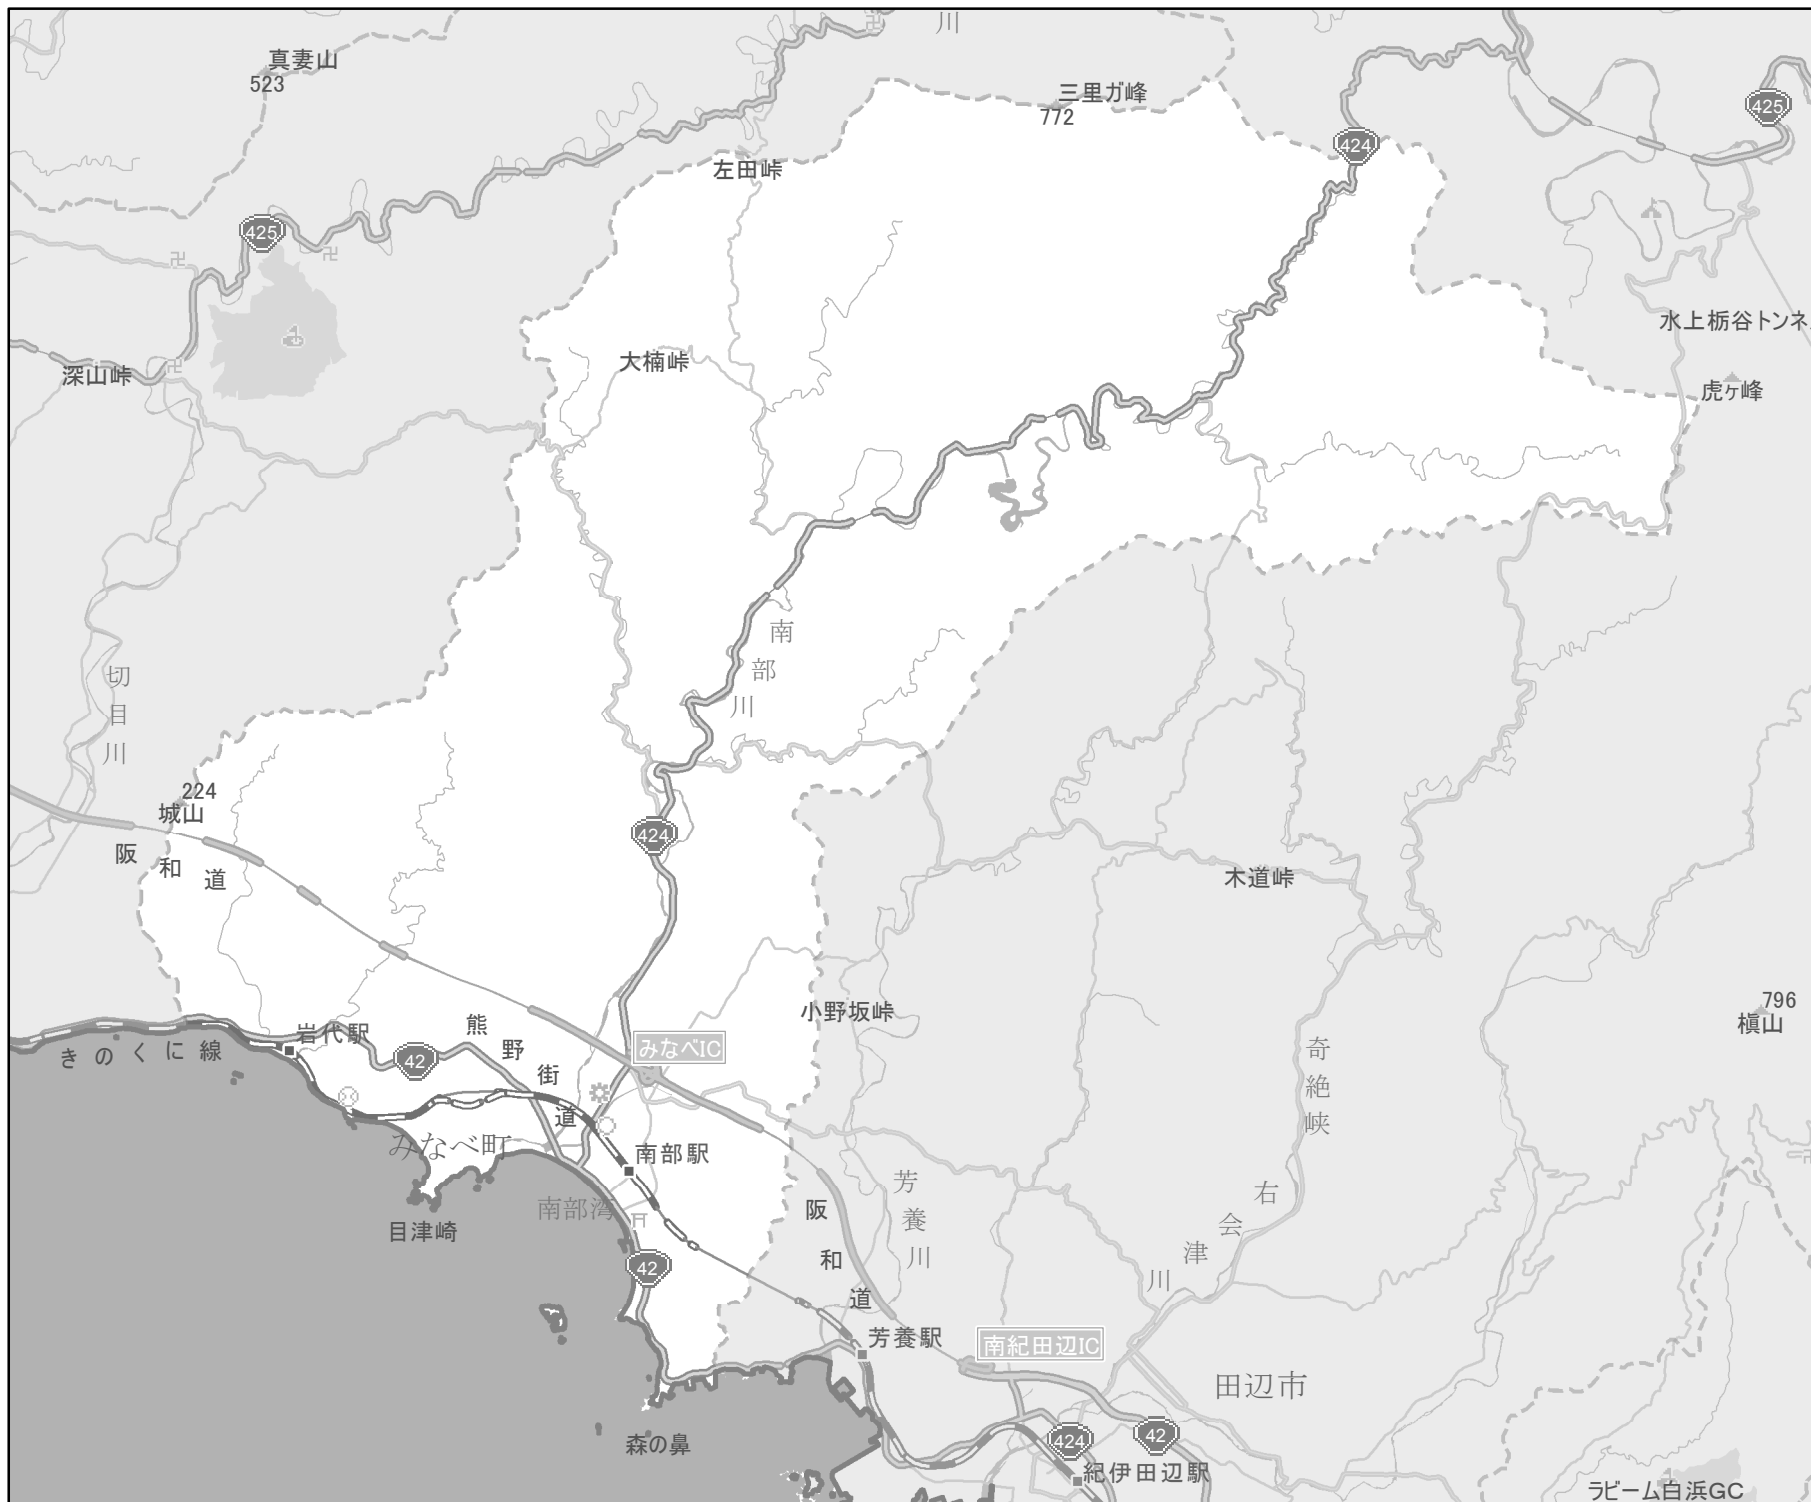 川
真妻山
523
三里ガ峰
772
425
424
左田峠
425
水上栃谷トンネ
大楠峠
深山峠
虎ヶ峰
南部川
切目川
224
城山
424
阪和道
木道峠
796
槇山
小野坂峠
岩代駅
熊野街道
みなべIC
きのくに線
42
奇絶峡
みなべ町
南部駅
芳養川
右会津川
南部湾
目津崎
阪和道
42
芳養駅
南紀田辺IC
田辺市
森の鼻
424
42
紀伊田辺駅
ラビーム白浜GC